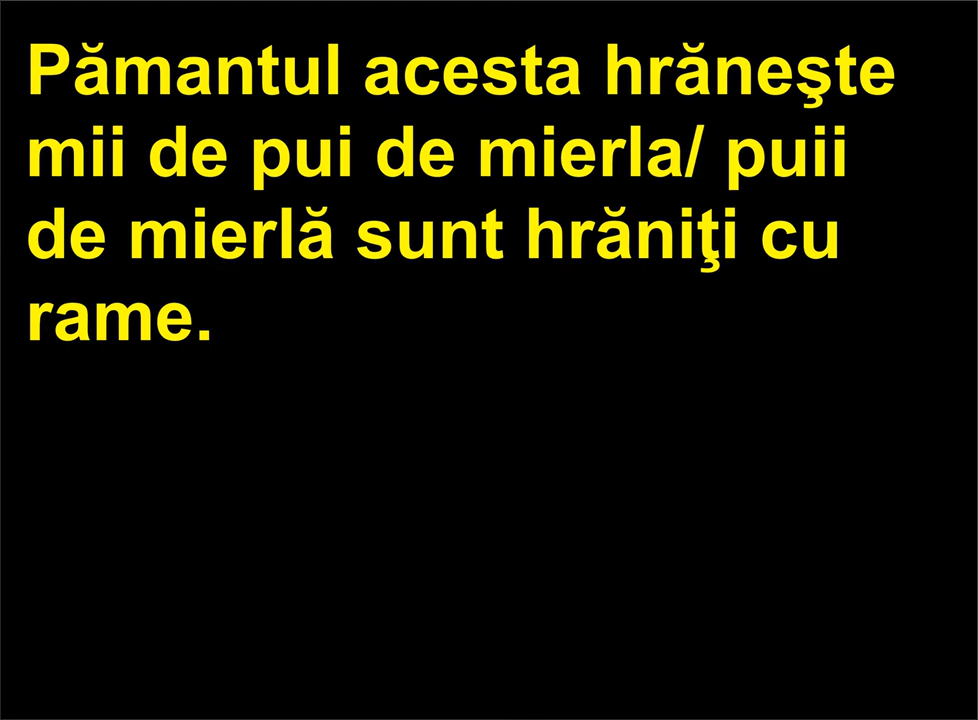 Pămantul acesta hrăneşte
mii de pui de mierla/ puii
de mierlă sunt hrăniţi cu
rame.